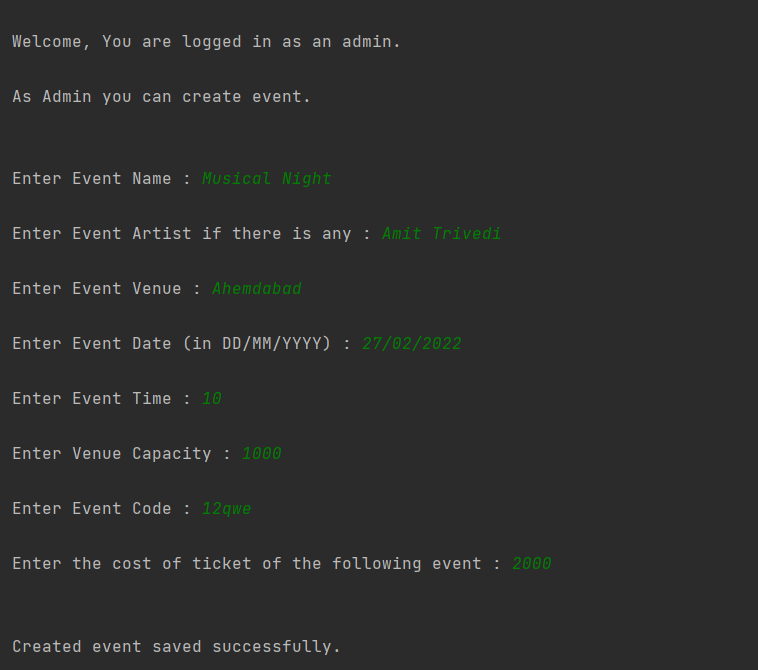 Welcome, You are logged in as an admin.
As Admin you can create event.
Enter Event Name : Musical Night
Enter Event Artist if there is any : Amit Trivedi
Enter Event Venue : Ahemdabad
Enter Event Date (in DD/MM/YYYY) : 27/02/2022
Enter Event Time : 10
Enter Venue Capacity : 1000
Enter Event Code : 12qwe
Enter the cost of ticket of the following event : 2000
Created event saved successfully.